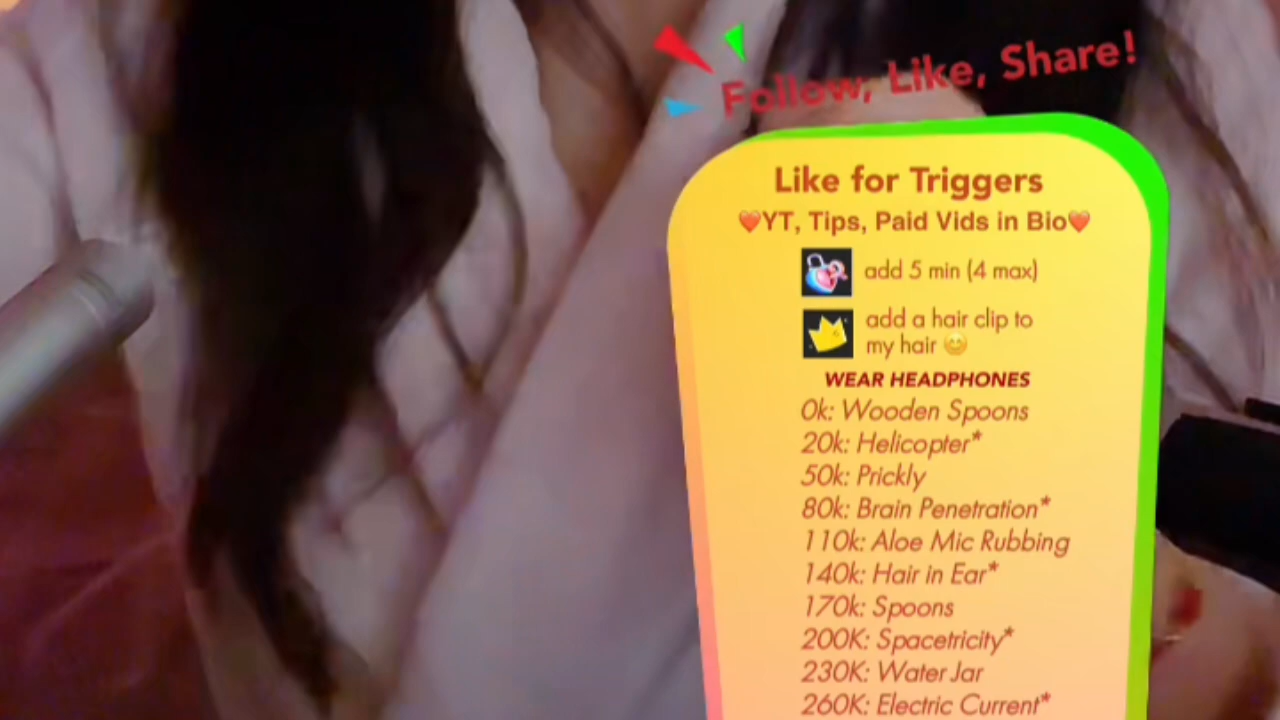 Follow, Like, Share!
Like for Triggers
❤️YT, Tips, Paid Vids in Bio❤️
add 5 min (4 max)
add a hair clip to
my hair 😊
WEAR HEADPHONES
0k: Wooden Spoons
20k: Helicopter*
50k: Prickly
80k: Brain Penetration*
110k: Aloe Mic Rubbing
140k: Hair in Ear*
170k: Spoons
200K: Spacetricity*
230K: Water Jar
260K: Electric Current*